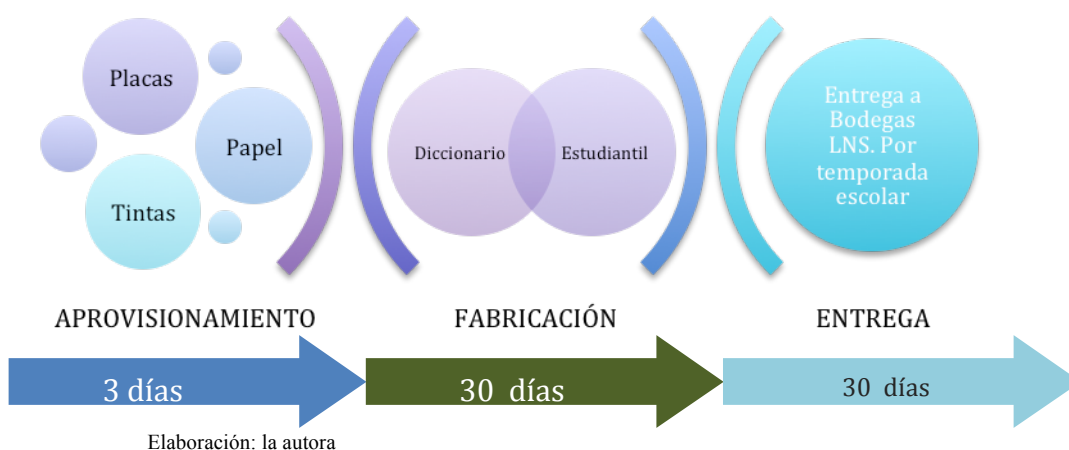 Placas
Papel
Tintas
Diccionario
Estudiantil
Entrega a
Bodegas
LNS. Por
temporada
escolar
APROVISIONAMIENTO
FABRICACIÓN
ENTREGA
3 días
30 días
30 días
Elaboración: la autora